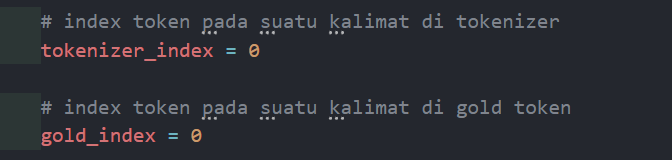 # index token pada suatu kalimat di tokenizer
tokenizer_index = 0
# index token pada suatu kalimat di gold token
gold_index = 0